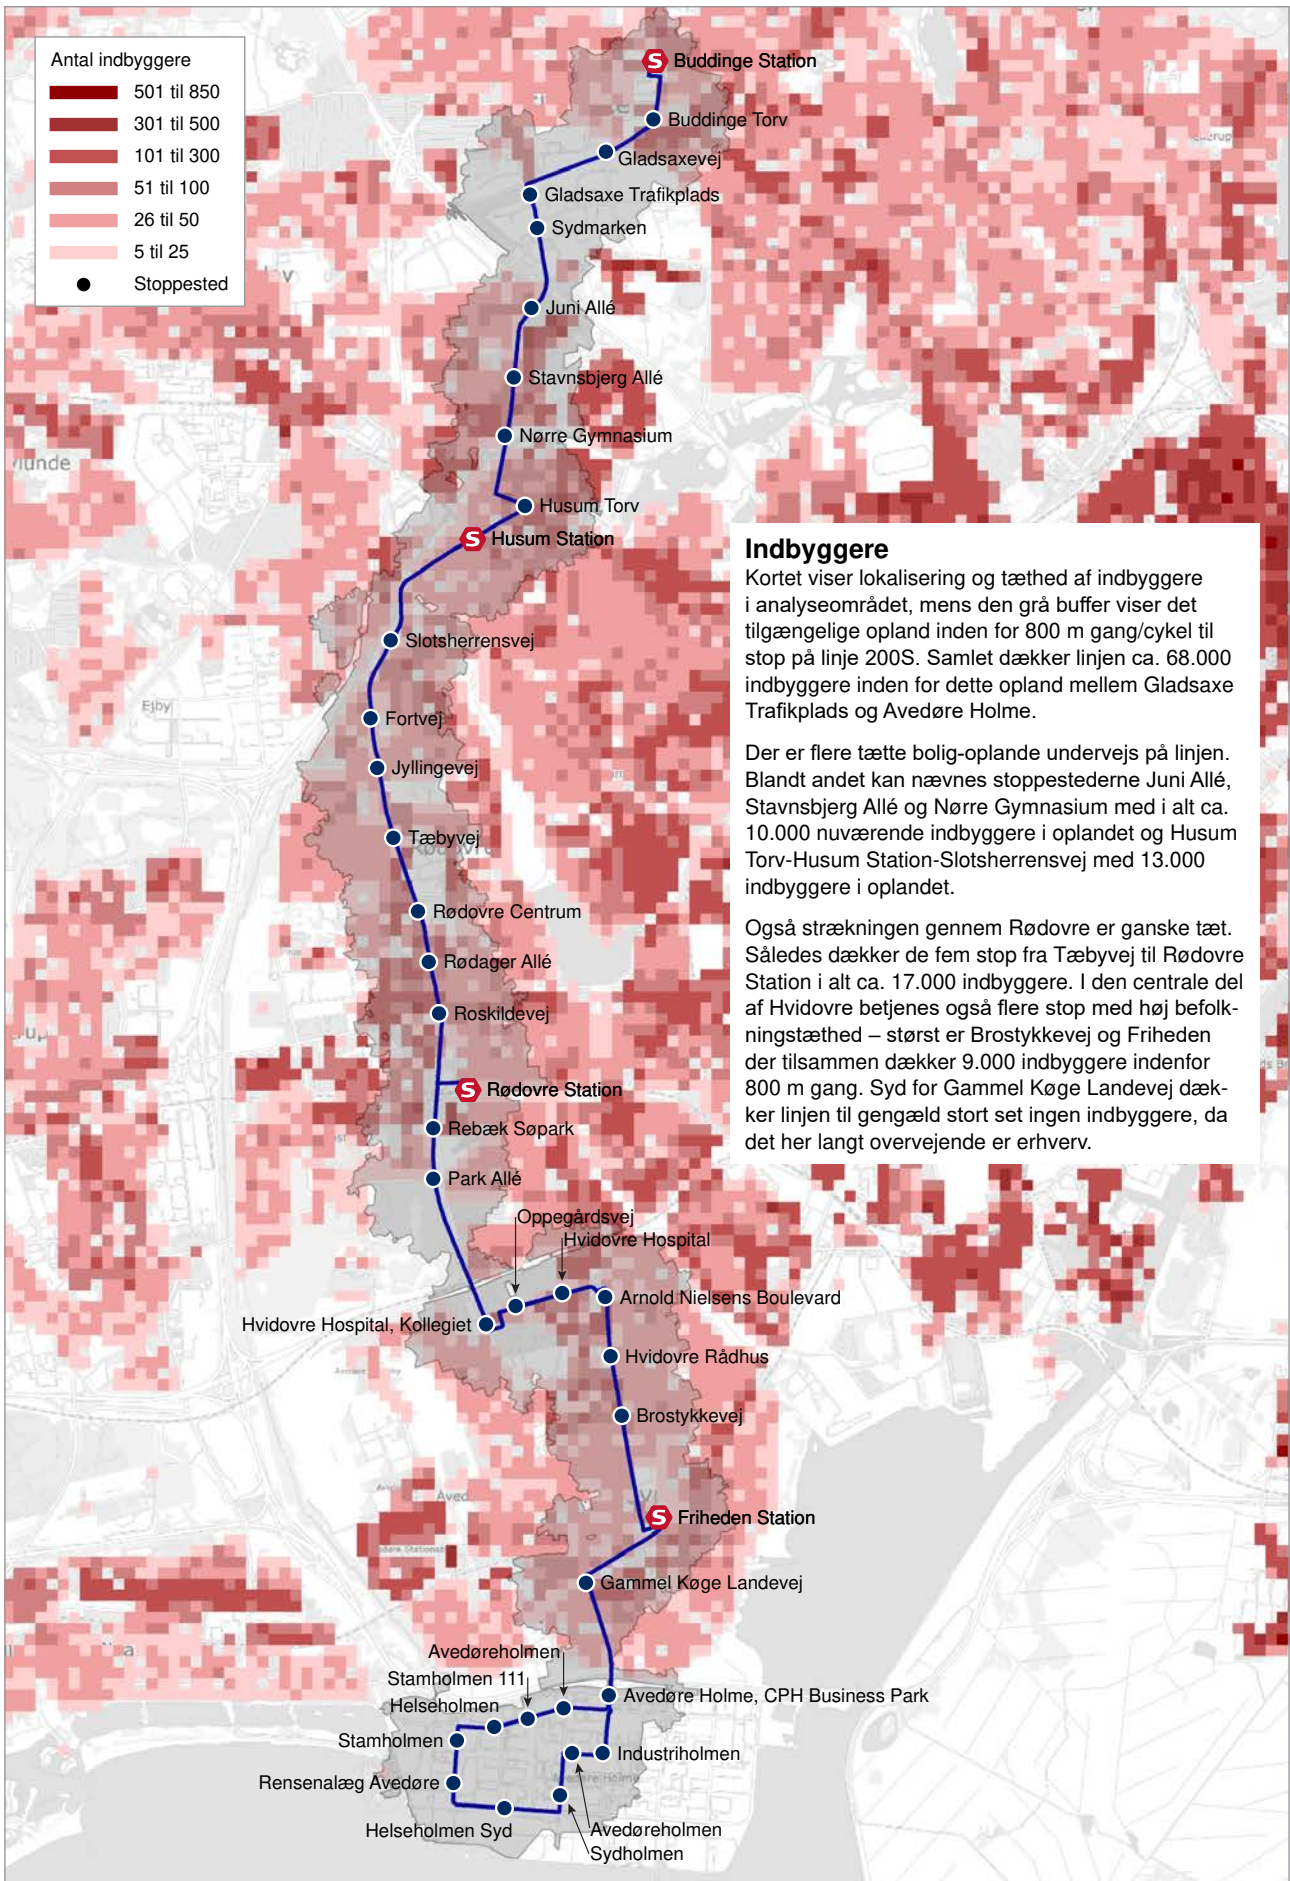 Antal indbyggere
501 til 850
301 til 500
101 til 300
51 til 100
26 til 50
5 til 25
Stoppested
S Buddinge Station
Buddinge Torv
Gladsaxevej
Gladsaxe Trafikplads
Sydmarken
Juni Allé
Stavnsbjerg Allé
Nørre Gymnasium
Husum Torv
S Husum Station
Slotsherrensvej
Ejby
Fortvej
Jyllingevej
Tæbyvej
Rødovre
Rødovre Centrum
Rødager Allé
Roskildevej
S Rødovre Station
Rebæk Søpark
Park Allé
Oppegårdsvej
Hvidovre Hospital
Arnold Nielsens Boulevard
Hvidovre Hospital, Kollegiet
Hvidovre Rådhus
Brostykkevej
S Friheden Station
Gammel Køge Landevej
Avedøreholmen
Stamholmen 111
Helseholmen
Avedøre Holme, CPH Business Park
Stamholmen
Industriholmen
Rensenalæg Avedøre
Avedøre Holme
Helseholmen Syd
Avedøreholmen
Sydholmen
Indbyggere
Kortet viser lokalisering og tæthed af indbyggere
i analyseområdet, mens den grå buffer viser det
tilgængelige opland inden for 800 m gang/cykel til
stop på linje 200S. Samlet dækker linjen ca. 68.000
indbyggere inden for dette opland mellem Gladsaxe
Trafikplads og Avedøre Holme.
Der er flere tætte bolig-oplande undervejs på linjen.
Blandt andet kan nævnes stoppestederne Juni Allé,
Stavnsbjerg Allé og Nørre Gymnasium med i alt ca.
10.000 nuværende indbyggere i oplandet og Husum
Torv-Husum Station-Slotsherrensvej med 13.000
indbyggere i oplandet.
Også strækningen gennem Rødovre er ganske tæt.
Således dækker de fem stop fra Tæbyvej til Rødovre
Station i alt ca. 17.000 indbyggere. I den centrale del
af Hvidovre betjenes også flere stop med høj befolk-
ningstæthed – størst er Brostykkevej og Friheden
der tilsammen dækker 9.000 indbyggere indenfor
800 m gang. Syd for Gammel Køge Landevej dæk-
ker linjen til gengæld stort set ingen indbyggere, da
det her langt overvejende er erhverv.